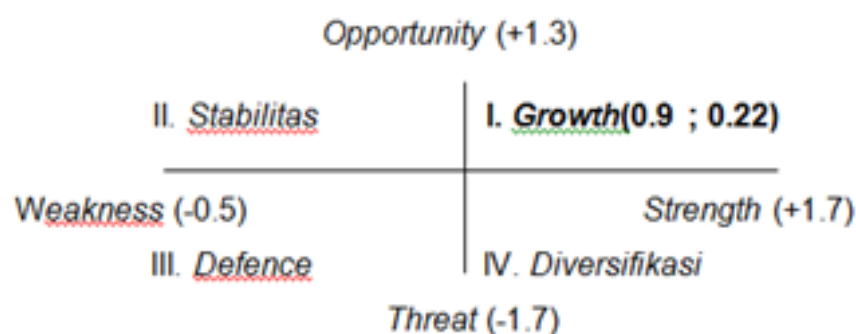 Opportunity (+1.3)
II. Stabilitas
I. Growth(0.9 ; 0.22)
Weakness (-0.5)
Strength (+1.7)
III. Defence
IV. Diversifikasi
Threat (-1.7)